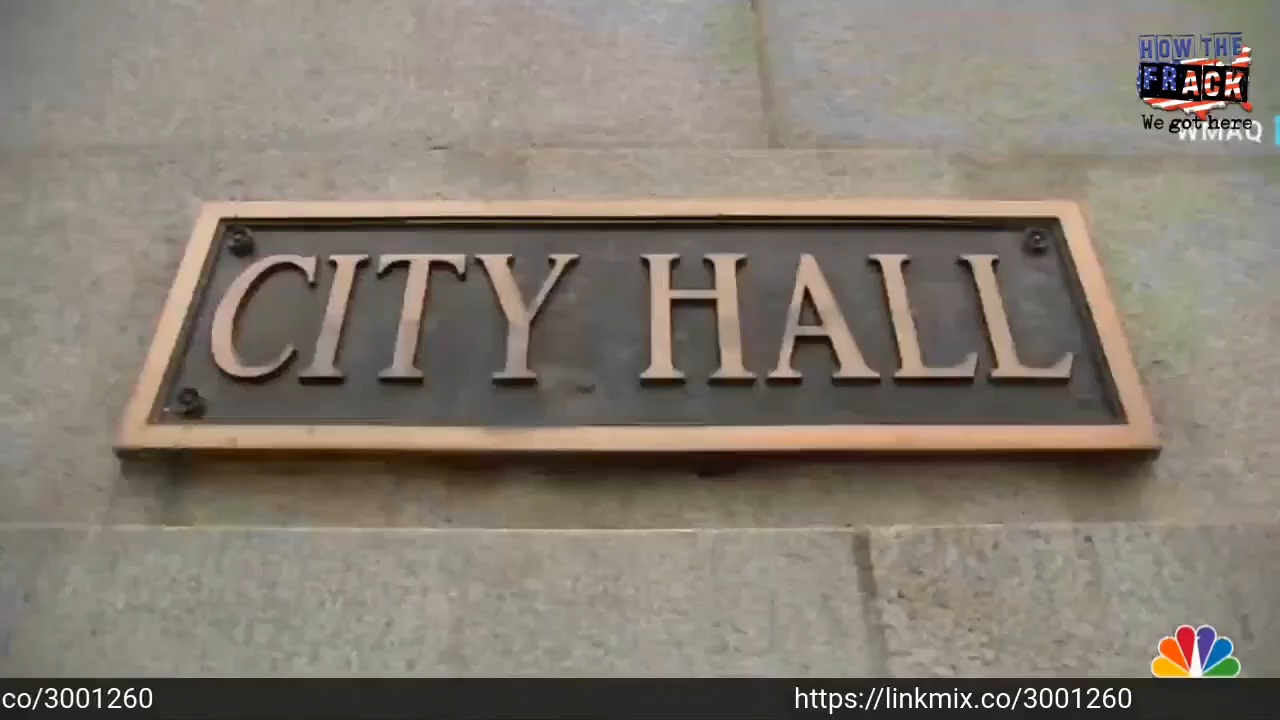 HOW THE
FRACK
We got here
WMAQ
CITY HALL
co/3001260
https://linkmix.co/3001260